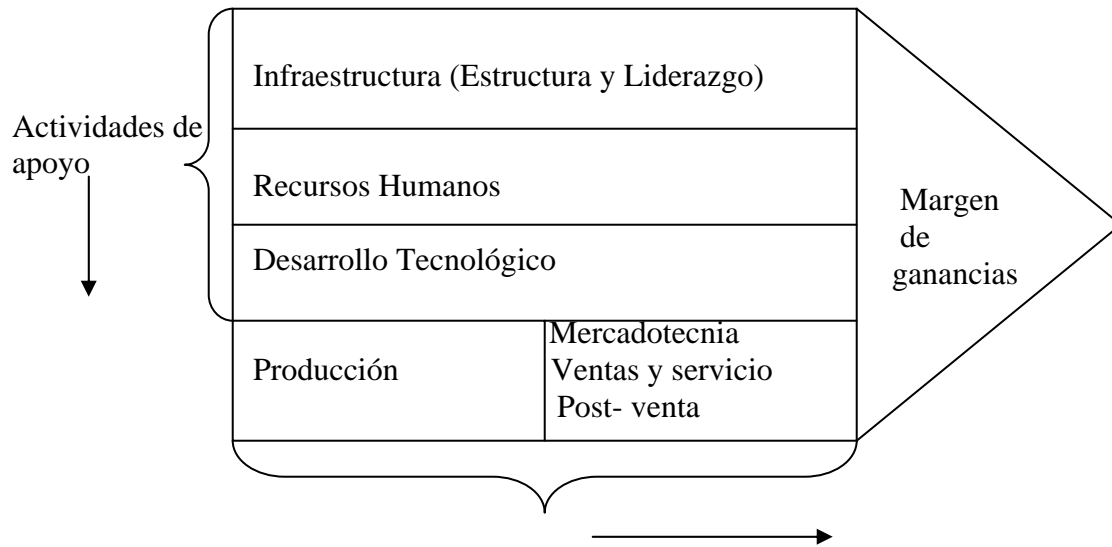 Infraestructura (Estructura y Liderazgo)
Actividades de
apoyo
Recursos Humanos
Desarrollo Tecnológico
Margen
de
ganancias
Producción
Mercadotecnia
Ventas y servicio
Post- venta